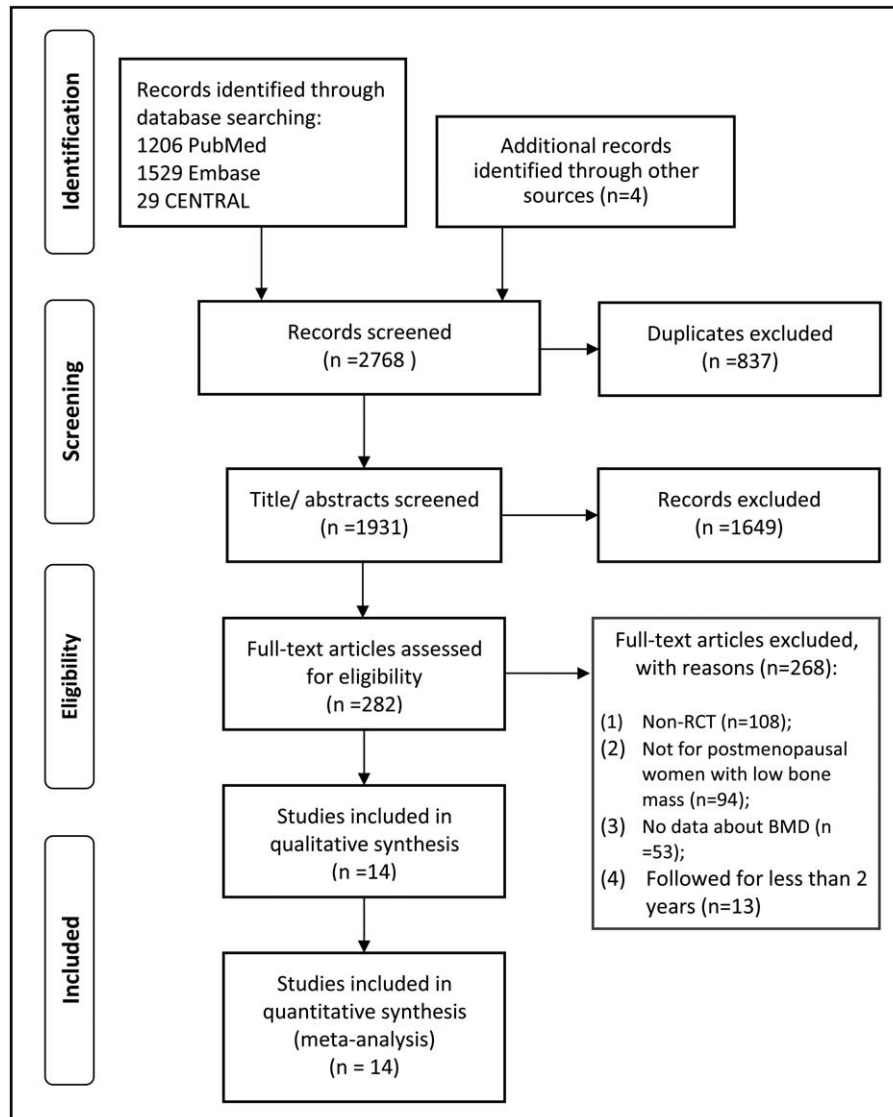 Identification
Records identified through
database searching:
1206 PubMed
1529 Embase
29 CENTRAL
Additional records
identified through other
sources (n=4)
Screening
Records screened
(n =2768 )
Duplicates excluded
(n =837)
Title/ abstracts screened
(n =1931)
Records excluded
(n =1649)
Eligibility
Full-text articles assessed
for eligibility
(n =282)
Full-text articles excluded,
with reasons (n=268):
(1) Non-RCT (n=108);
(2) Not for postmenopausal
women with low bone
mass (n=94);
(3) No data about BMD (n
=53);
(4) Followed for less than 2
years (n=13)
Studies included in
qualitative synthesis
(n =14)
Included
Studies included in
quantitative synthesis
(meta-analysis)
(n = 14)